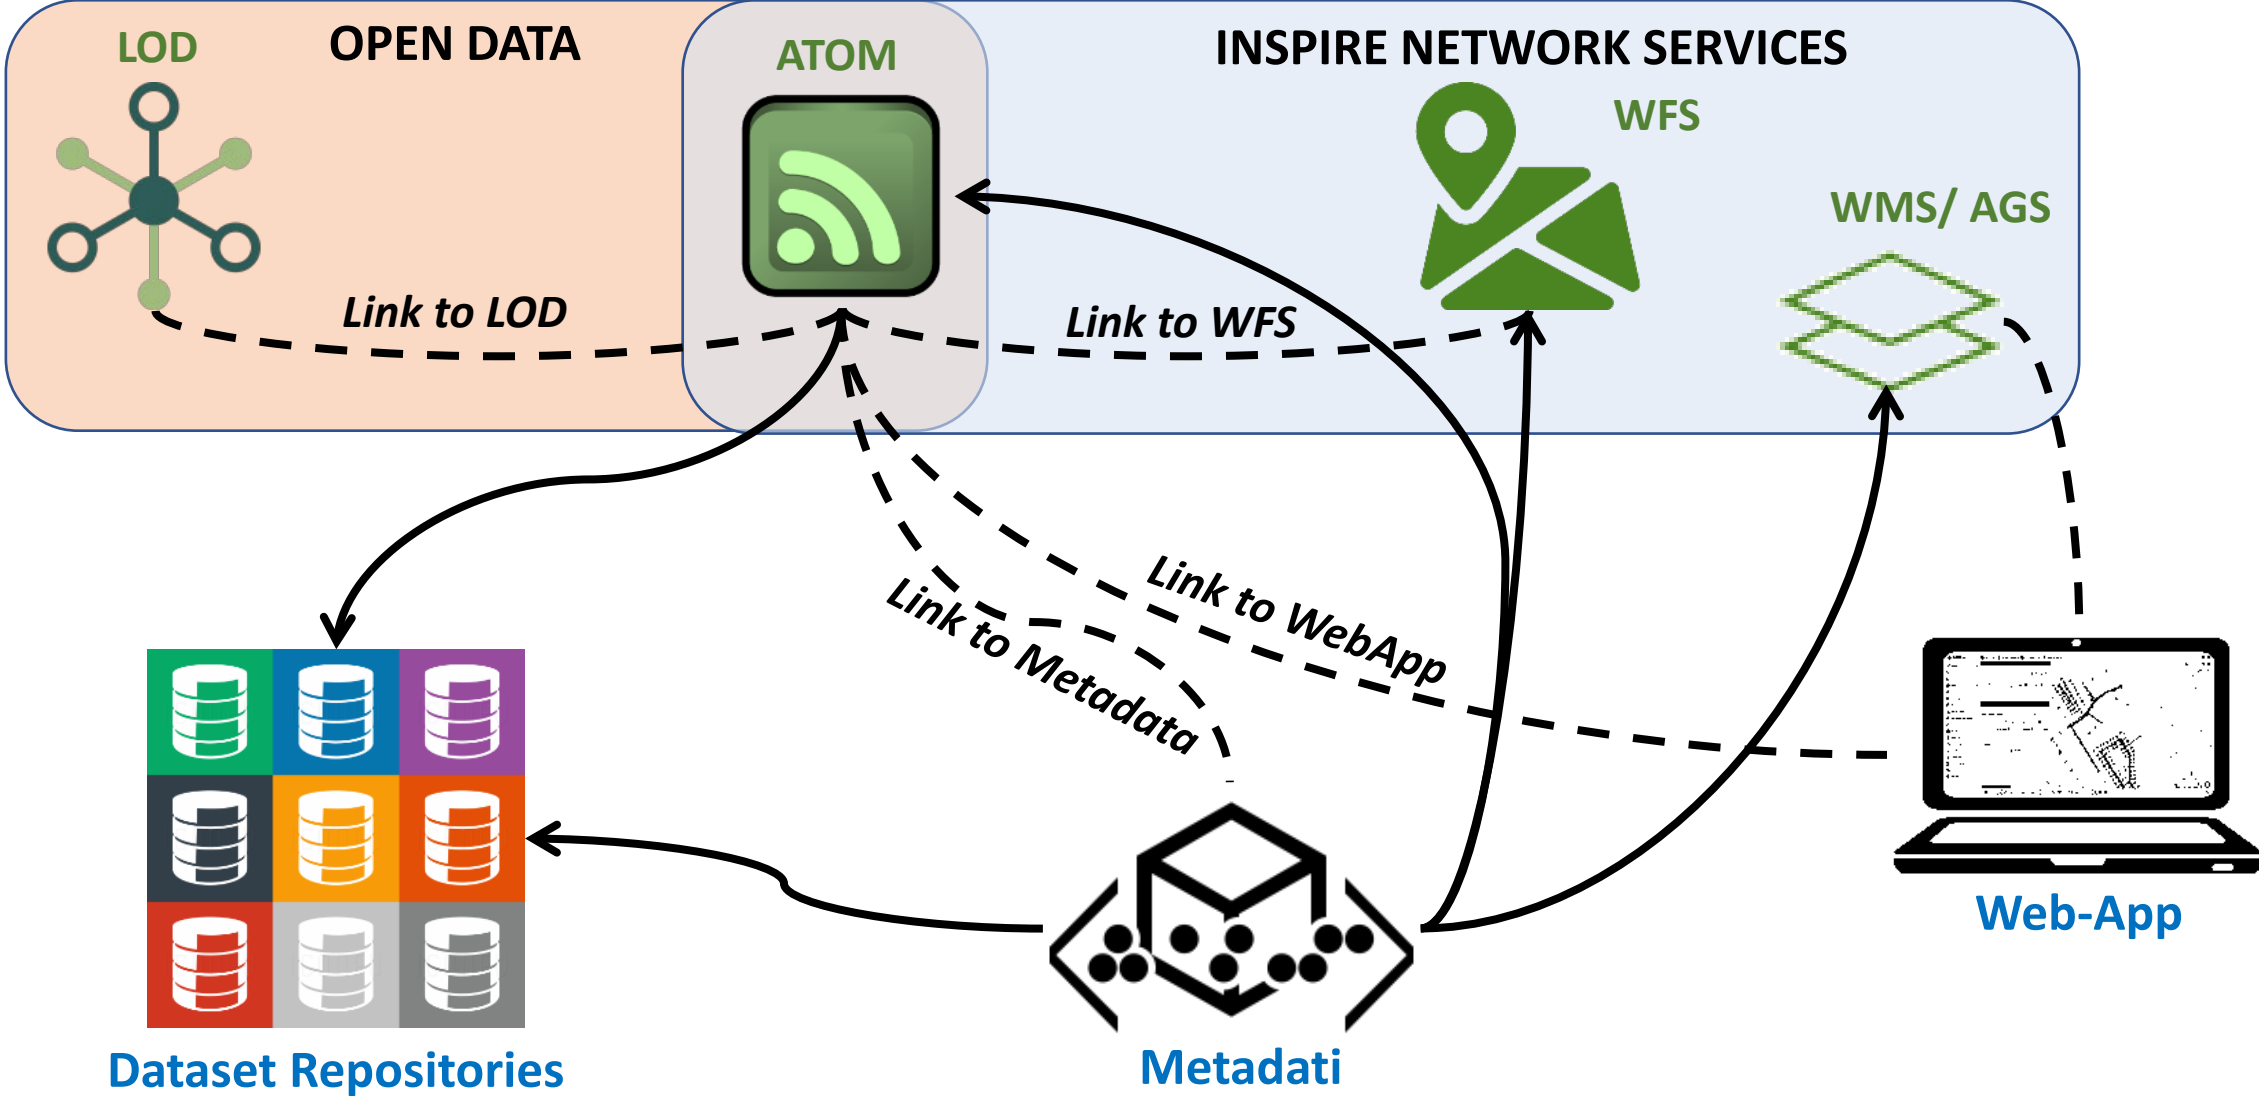 LOD
OPEN DATA
ATOM
INSPIRE NETWORK SERVICES
WFS
WMS/ AGS
Link to LOD
Link to WFS
Link to WebApp
Link to Metadata
Web-App
Dataset Repositories
Metadati